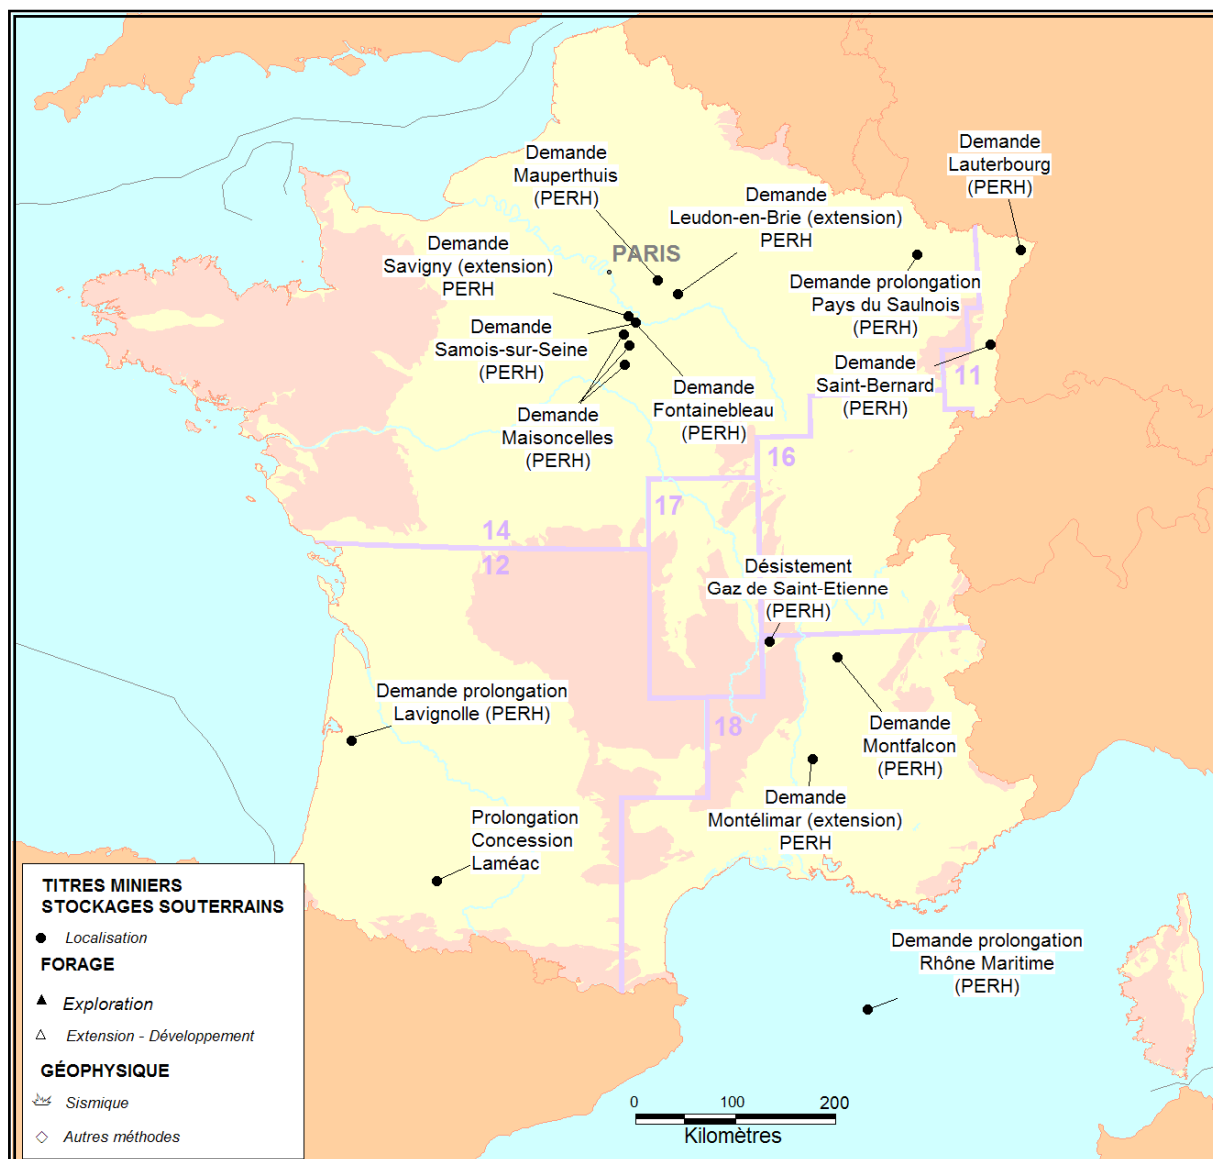 Demande
Mauperthuis
(PERH)
Demande
Lauterbourg
(PERH)
Demande
Leudon-en-Brie (extension)
PERH
PARIS
Demande
Savigny (extension)
PERH
Demande prolongation
Pays du Saulnois
(PERH)
Demande
Samois-sur-Seine
(PERH)
Demande
Saint-Bernard
(PERH)
11
Demande
Fontainebleau
(PERH)
Demande
Maisoncelles
(PERH)
16
17
14
12
Désistement
Gaz de Saint-Etienne
(PERH)
Demande prolongation
Lavignolle (PERH)
18
Demande
Montfalcon
(PERH)
Demande
Montélimar (extension)
PERH
Prolongation
Concession
Laméac
Demande prolongation
Rhône Maritime
(PERH)
TITRES MINIERS
STOCKAGES SOUTERRAINS
Localisation
FORAGE
Exploration
Extension - Développement
GÉOPHYSIQUE
Sismique
Autres méthodes
0 100 200
Kilomètres